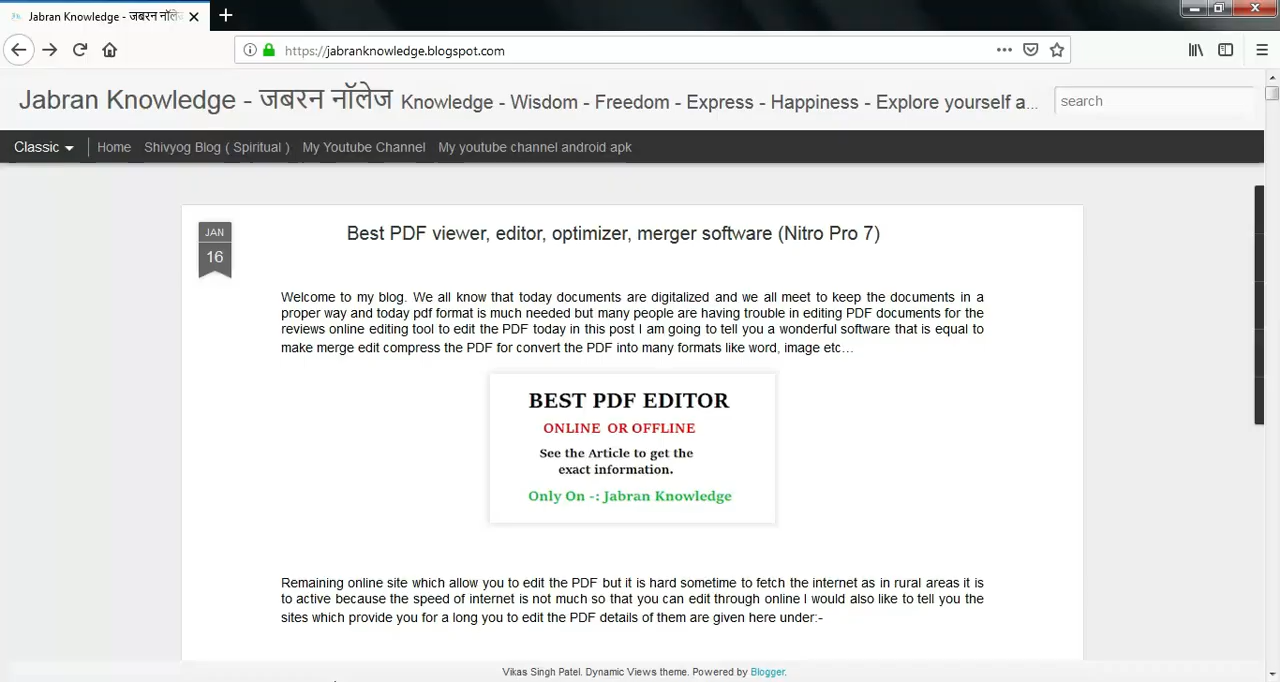 Jabran Knowledge - जबरन नॉलेज
https://jabranknowledge.blogspot.com
Jabran Knowledge - जबरन नॉलेज Knowledge - Wisdom - Freedom - Express - Happiness - Explore yourself a...
search
Classic Home Shivyog Blog ( Spiritual ) My Youtube Channel My youtube channel android apk
JAN
16
Best PDF viewer, editor, optimizer, merger software (Nitro Pro 7)
Welcome to my blog. We all know that today documents are digitalized and we all meet to keep the documents in a
proper way and today pdf format is much needed but many people are having trouble in editing PDF documents for the
reviews online editing tool to edit the PDF today in this post I am going to tell you a wonderful software that is equal to
make merge edit compress the PDF for convert the PDF into many formats like word, image etc…
BEST PDF EDITOR
ONLINE OR OFFLINE
See the Article to get the
exact information.
Only On -: Jabran Knowledge
Remaining online site which allow you to edit the PDF but it is hard sometime to fetch the internet as in rural areas it is
to active because the speed of internet is not much so that you can edit through online I would also like to tell you the
sites which provide you for a long you to edit the PDF details of them are given here under:-
Vikas Singh Patel. Dynamic Views theme. Powered by Blogger.